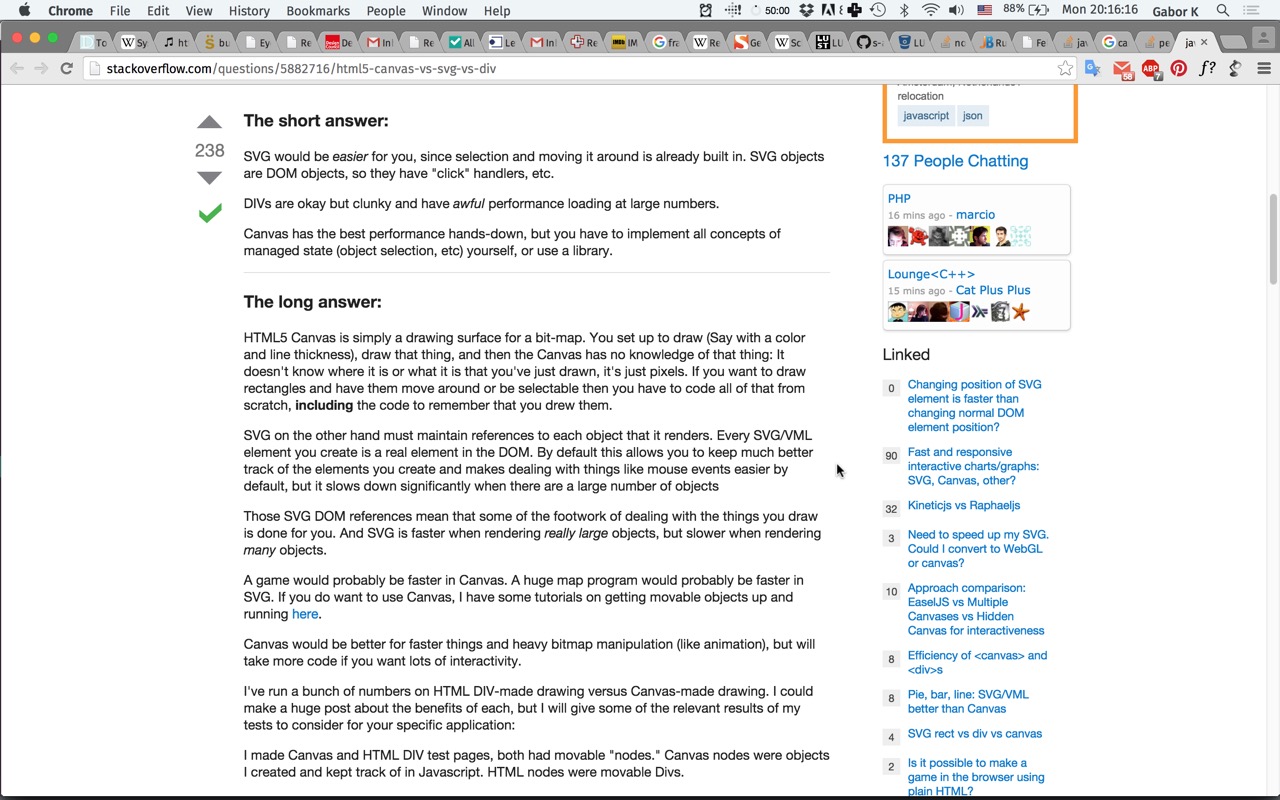 Chrome File Edit View History Bookmarks People Window Help
50:00 88% Mon 20:16:16 Gabor K
To Sy ht bu Ey Re De In Re All Le In Re IM fra Re Ge Sc LU s- LL nc Ru Fe jav ca pe jav
stackoverflow.com/questions/5882716/html5-canvas-vs-svg-vs-div
58 ABP 7 f?
The short answer:
238
SVG would be easier for you, since selection and moving it around is already built in. SVG objects
are DOM objects, so they have "click" handlers, etc.
DIVs are okay but clunky and have awful performance loading at large numbers.
Canvas has the best performance hands-down, but you have to implement all concepts of
managed state (object selection, etc) yourself, or use a library.
The long answer:
HTML5 Canvas is simply a drawing surface for a bit-map. You set up to draw (Say with a color
and line thickness), draw that thing, and then the Canvas has no knowledge of that thing: It
doesn't know where it is or what it is that you've just drawn, it's just pixels. If you want to draw
rectangles and have them move around or be selectable then you have to code all of that from
scratch, including the code to remember that you drew them.
SVG on the other hand must maintain references to each object that it renders. Every SVG/VML
element you create is a real element in the DOM. By default this allows you to keep much better
track of the elements you create and makes dealing with things like mouse events easier by
default, but it slows down significantly when there are a large number of objects
Those SVG DOM references mean that some of the footwork of dealing with the things you draw
is done for you. And SVG is faster when rendering really large objects, but slower when rendering
many objects.
A game would probably be faster in Canvas. A huge map program would probably be faster in
SVG. If you do want to use Canvas, I have some tutorials on getting movable objects up and
running here.
Canvas would be better for faster things and heavy bitmap manipulation (like animation), but will
take more code if you want lots of interactivity.
I've run a bunch of numbers on HTML DIV-made drawing versus Canvas-made drawing. I could
make a huge post about the benefits of each, but I will give some of the relevant results of my
tests to consider for your specific application:
I made Canvas and HTML DIV test pages, both had movable "nodes." Canvas nodes were objects
I created and kept track of in Javascript. HTML nodes were movable Divs.
relocation
javascript json
137 People Chatting
PHP
16 mins ago - marcio
Lounge<C++>
15 mins ago - Cat Plus Plus
Linked
0 Changing position of SVG
element is faster than
changing normal DOM
element position?
90 Fast and responsive
interactive charts/graphs:
SVG, Canvas, other?
32 Kineticjs vs Raphaeljs
3 Need to speed up my SVG.
Could I convert to WebGL
or canvas?
10 Approach comparison:
EaselJS vs Multiple
Canvases vs Hidden
Canvas for interactiveness
8 Efficiency of <canvas> and
<div>s
8 Pie, bar, line: SVG/VML
better than Canvas
4 SVG rect vs div vs canvas
2 Is it possible to make a
game in the browser using
plain HTML?